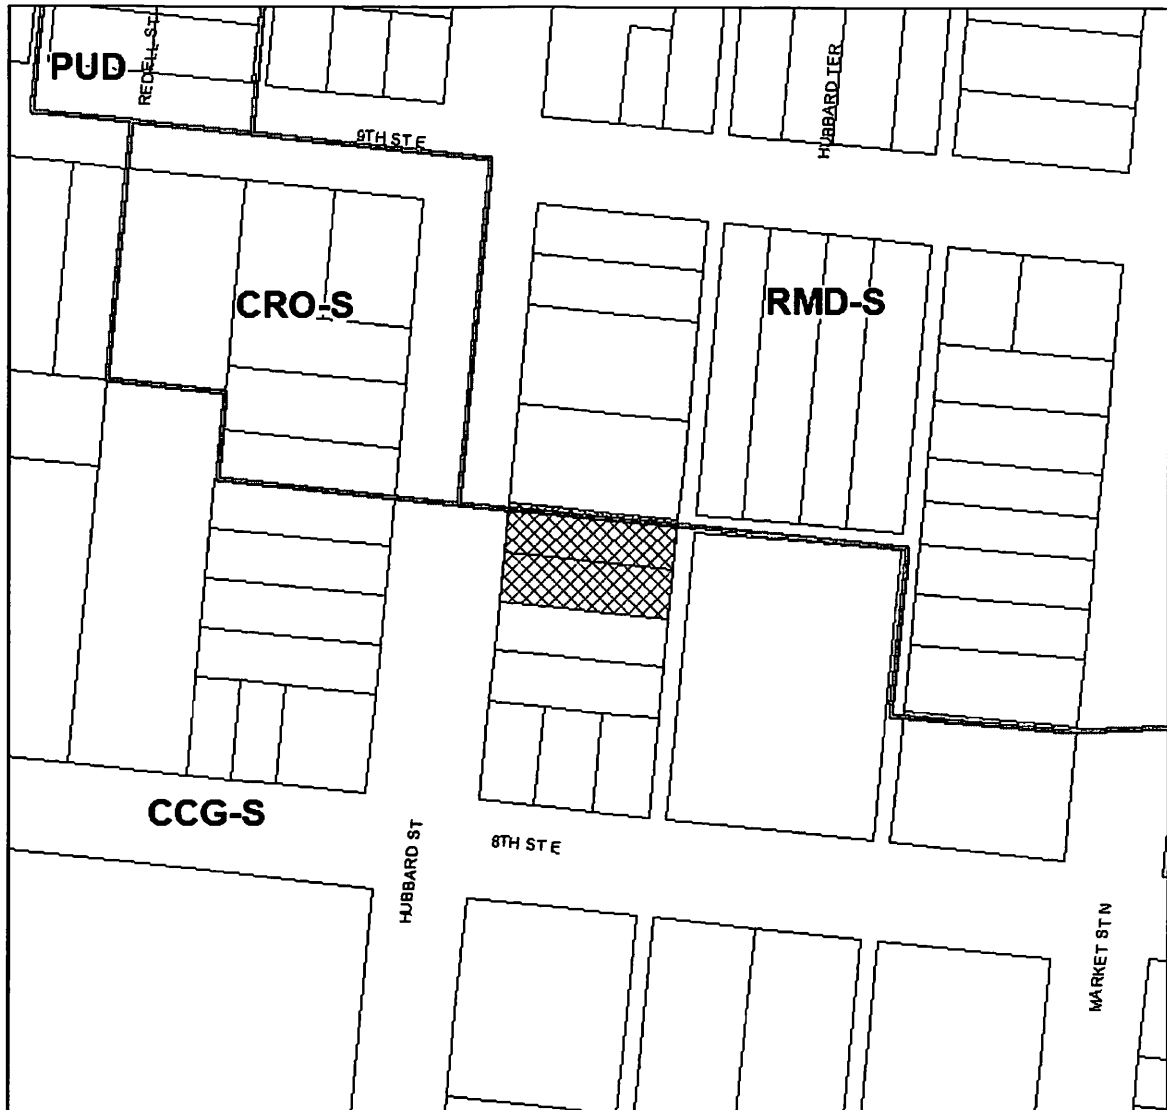 PUD
REDELL ST
HUBBARD TER
9TH ST E
CRO-S
RMD-S
CCG-S
HUBBARD ST
8TH ST E
MARKET ST N